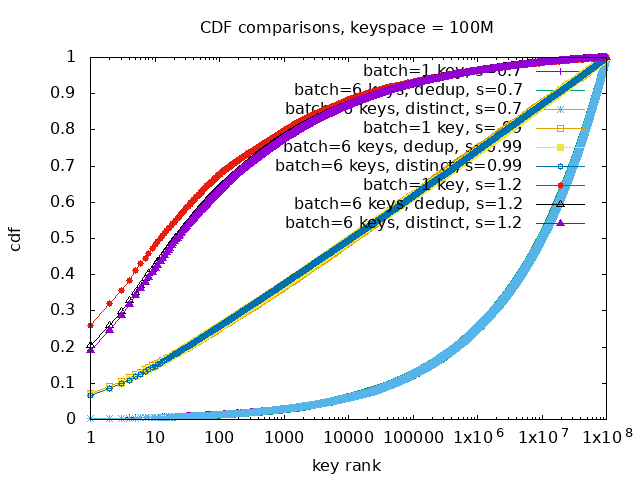 CDF comparisons, keyspace = 100M
cdf
1
0.9
0.8
0.7
0.6
0.5
0.4
0.3
0.2
0.1
0
batch=1 key, s=0.7
batch=6 keys, dedup, s=0.7
batch=6 keys, distinct, s=0.7
batch=1 key,
batch=6 keys, dedup, s=0.99
batch=6 keys, distinct, s=0.99
batch=1 key, s=1.2
batch=6 keys, dedup, s=1.2
batch=6 keys, distinct, s=1.2
1 10 100 1000 10000 100000 1x10^6 1x10^7 1x10^8
key rank